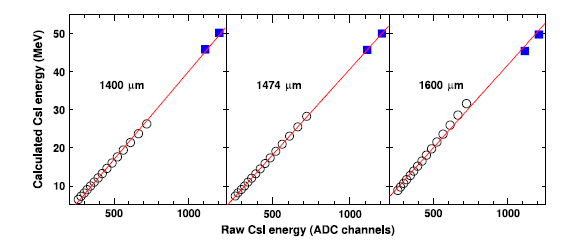 Calculated CsI energy (MeV)
50
40
30
20
10
1400 μm
1474 μm
1600 μm
500
1000
500
1000
500
1000
Raw CsI energy (ADC channels)